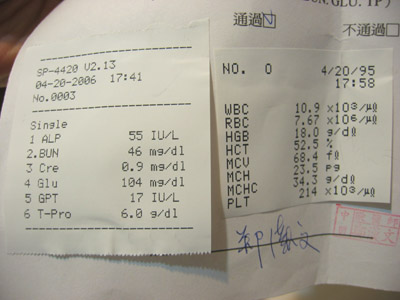 BUN. GLU. TP)
通過☑
不通過☐
SP-4420 V2.13
04-20-2006 17:41
No.0003
Single
1 ALP 55 IU/L
2.BUN 46 mg/dl
3 Cre 0.9 mg/dl
4 Glu 104 mg/dl
5 GPT 17 IU/L
6 T-Pro 6.0 g/dl
NO. 0 4/20/95
17:58
WBC 10.9 x10³/µl
RBC 7.67 x10⁶/µl
HGB 18.0 g/dl
HCT 52.5 %
MCV 68.4 fl
MCH 23.5 pg
MCHC 34.3 g/dl
PLT 214 x10³/µl